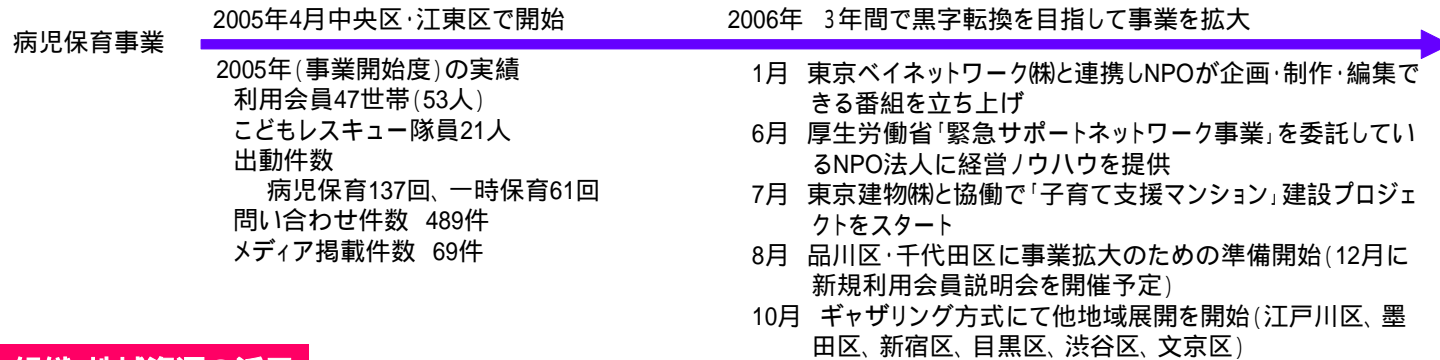 病児保育事業
2005年4月中央区・江東区で開始
2005年(事業開始度)の実績
利用会員47世帯(53人)
こどもレスキュー隊員21人
出動件数
病児保育137回、一時保育61回
問い合わせ件数 489件
メディア掲載件数 69件
2006年 3年間で黒字転換を目指して事業を拡大
1月 東京ベイネットワーク㈱と連携しNPOが企画・制作・編集で
きる番組を立ち上げ
6月 厚生労働省「緊急サポートネットワーク事業」を委託してい
るNPO法人に経営ノウハウを提供
7月 東京建物㈱と協働で「子育て支援マンション」建設プロジェ
クトをスタート
8月 品川区・千代田区に事業拡大のための準備開始(12月に
新規利用会員説明会を開催予定)
10月 ギャザリング方式にて他地域展開を開始(江戸川区、墨
田区、新宿区、目黒区、渋谷区、文京区)